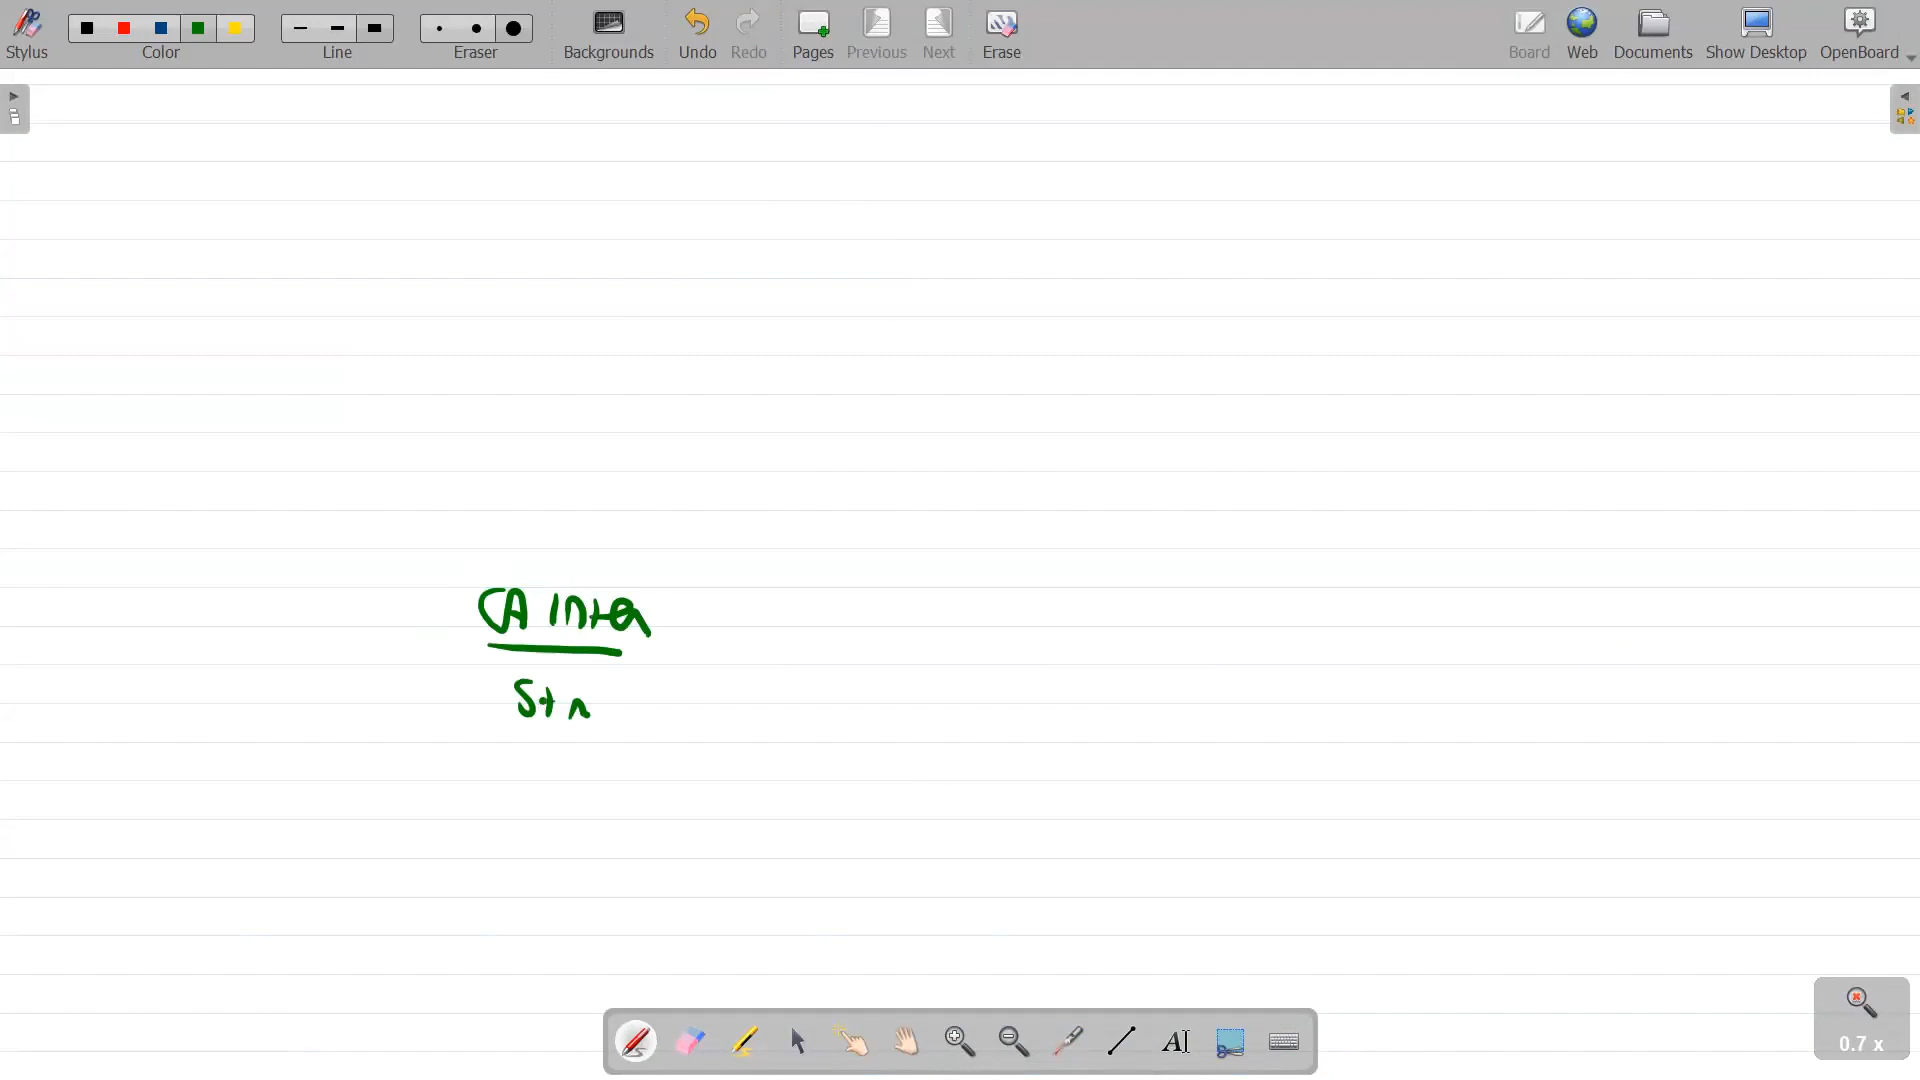 Stylus
Color
Line
Eraser
Backgrounds
Undo
Redo
Pages
Previous
Next
Erase
Board
Web
Documents
Show Desktop
OpenBoard
CA Inter
0.7 x